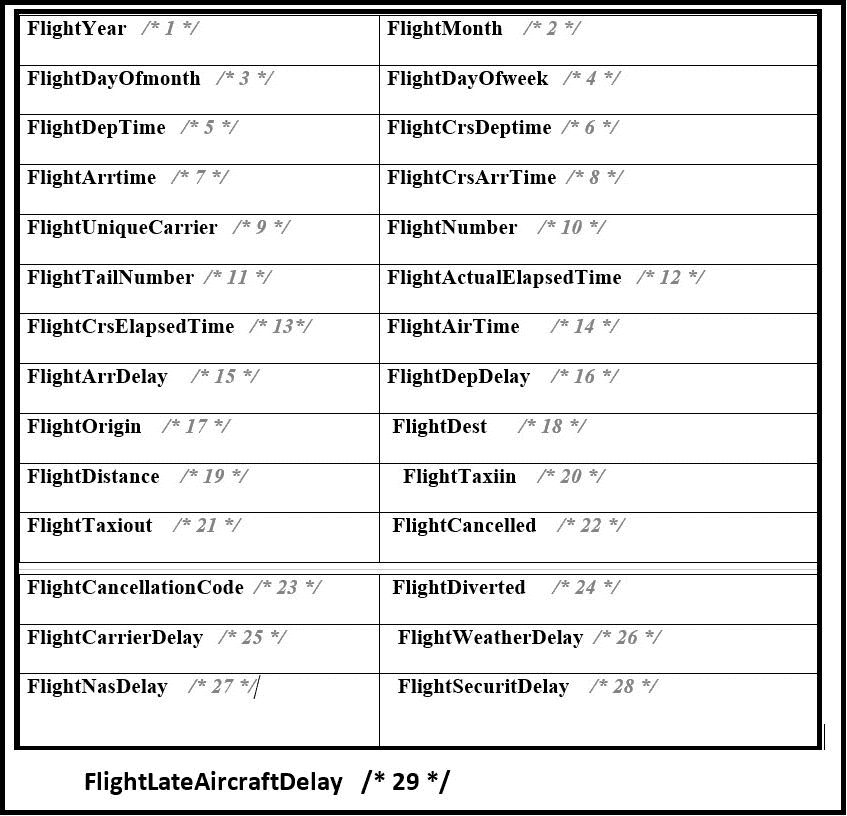 FlightYear /* 1 */ FlightMonth /* 2 */
FlightDayOfmonth /* 3 */ FlightDayOfweek /* 4 */
FlightDepTime /* 5 */ FlightCrsDeptime /* 6 */
FlightArrtime /* 7 */ FlightCrsArrTime /* 8 */
FlightUniqueCarrier /* 9 */ FlightNumber /* 10 */
FlightTailNumber /* 11 */ FlightActualElapsedTime /* 12 */
FlightCrsElapsedTime /* 13*/ FlightAirTime /* 14 */
FlightArrDelay /* 15 */ FlightDepDelay /* 16 */
FlightOrigin /* 17 */ FlightDest /* 18 */
FlightDistance /* 19 */ FlightTaxiin /* 20 */
FlightTaxiout /* 21 */ FlightCancelled /* 22 */
FlightCancellationCode /* 23 */ FlightDiverted /* 24 */
FlightCarrierDelay /* 25 */ FlightWeatherDelay /* 26 */
FlightNasDelay /* 27 */ FlightSecuritDelay /* 28 */
FlightLateAircraftDelay /* 29 */